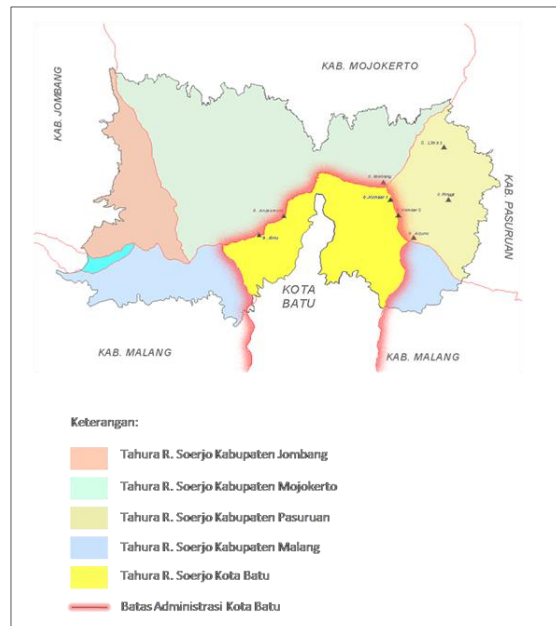 KAB. MOJOKERTO
KAB. JOMBANG
KAB. PASURUAN
KOTA
BATU
KAB. MALANG
KAB. MALANG
Keterangan:
Tahura R. Soerjo Kabupaten Jombang
Tahura R. Soerjo Kabupaten Mojokerto
Tahura R. Soerjo Kabupaten Pasuruan
Tahura R. Soerjo Kabupaten Malang
Tahura R. Soerjo Kota Batu
Batas Administrasi Kota Batu